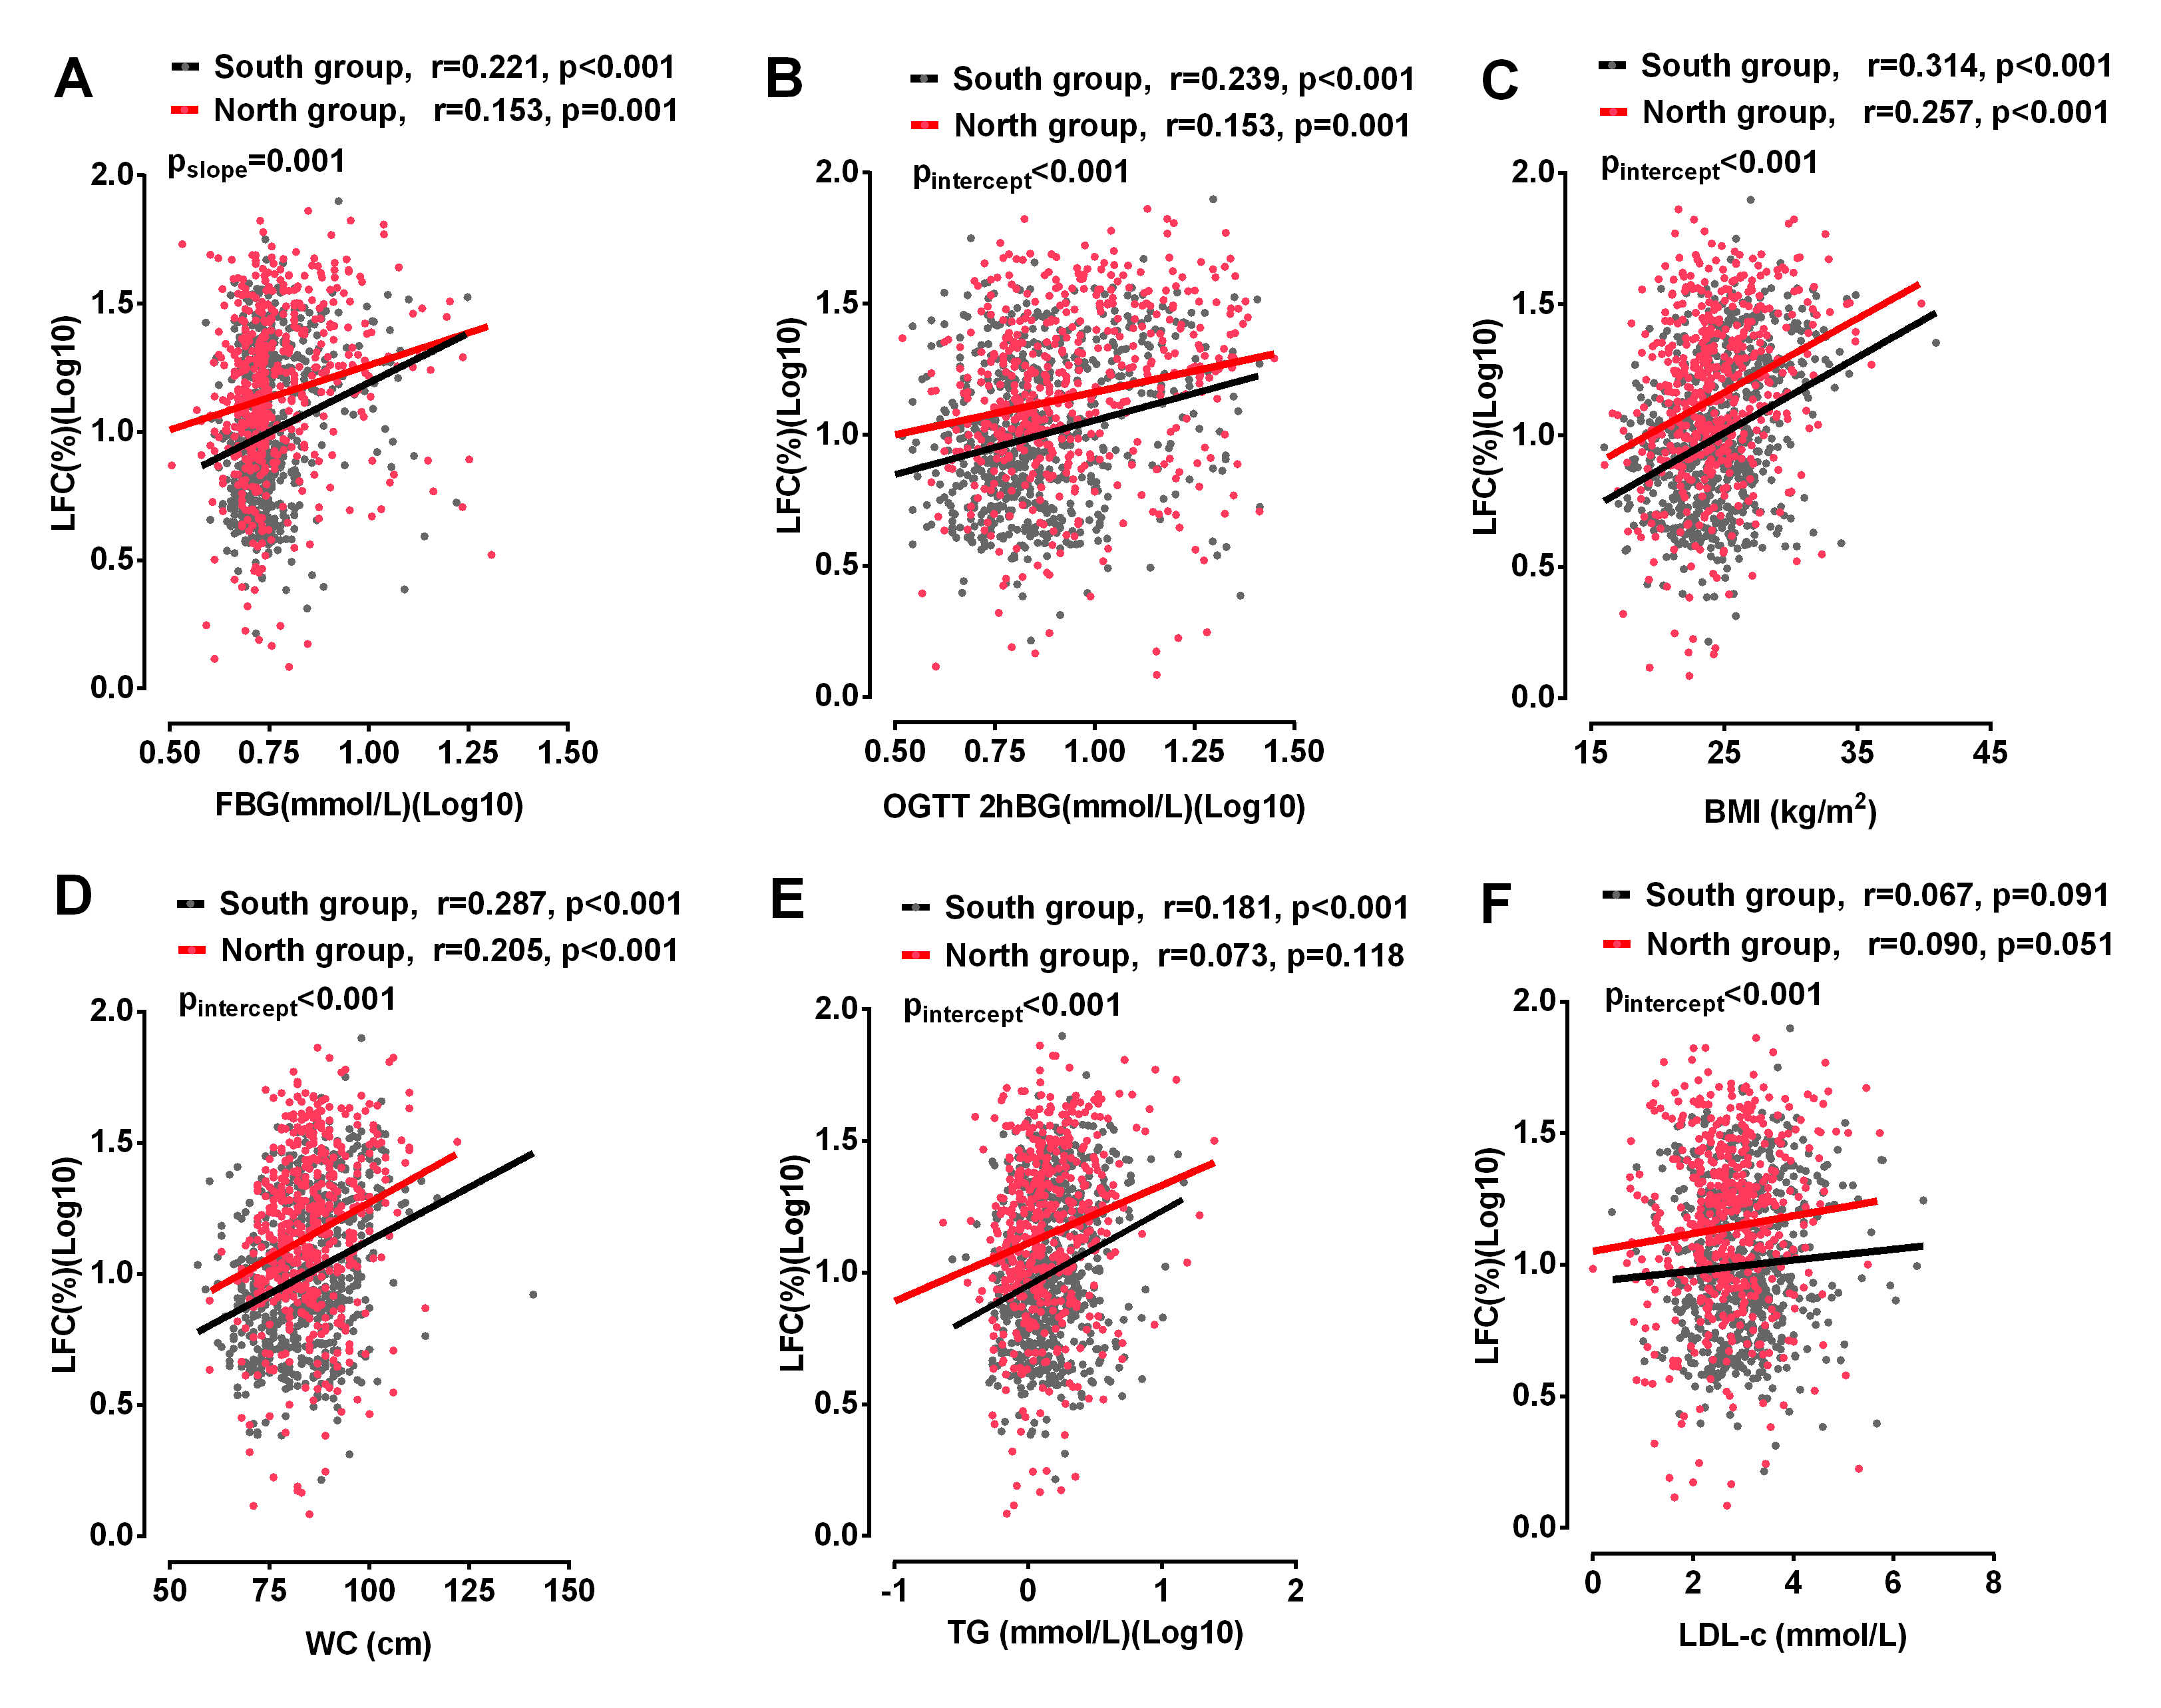 A
South group, r=0.221, p<0.001
North group, r=0.153, p=0.001
pslope=0.001
2.0
1.5
1.0
0.5
0.0
LFC(%)(Log10)
0.50 0.75 1.00 1.25 1.50
FBG(mmol/L)(Log10)
B
South group, r=0.239, p<0.001
North group, r=0.153, p=0.001
pintercept<0.001
2.0
1.5
1.0
0.5
0.0
LFC(%)(Log10)
0.50 0.75 1.00 1.25 1.50
OGTT 2hBG(mmol/L)(Log10)
C
South group, r=0.314, p<0.001
North group, r=0.257, p<0.001
pintercept<0.001
2.0
1.5
1.0
0.5
0.0
LFC(%)(Log10)
15 25 35 45
BMI (kg/m²)
D
South group, r=0.287, p<0.001
North group, r=0.205, p<0.001
pintercept<0.001
2.0
1.5
1.0
0.5
0.0
LFC(%)(Log10)
50 75 100 125 150
WC (cm)
E
South group, r=0.181, p<0.001
North group, r=0.073, p=0.118
pintercept<0.001
2.0
1.5
1.0
0.5
0.0
LFC(%)(Log10)
-1 0 1 2
TG (mmol/L)(Log10)
F
South group, r=0.067, p=0.091
North group, r=0.090, p=0.051
pintercept<0.001
2.0
1.5
1.0
0.5
0.0
LFC(%)(Log10)
0 2 4 6 8
LDL-c (mmol/L)